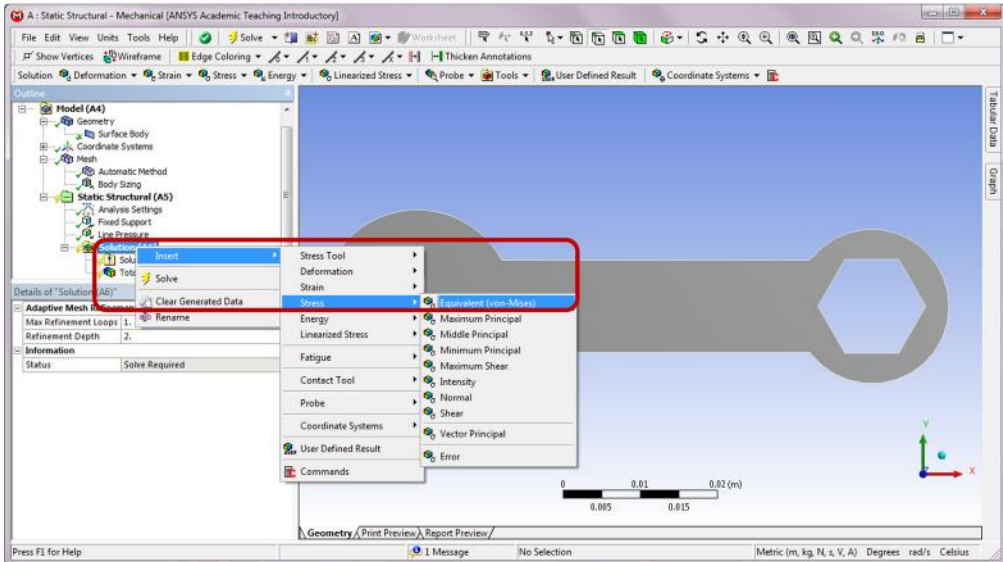 A : Static Structural - Mechanical [ANSYS Academic Teaching Introductory]
File Edit View Units Tools Help Solve Worksheet
Show Vertices Wireframe Edge Coloring Thicken Annotations
Solution Deformation Strain Stress Energy Linearized Stress Probe Tools User Defined Result Coordinate Systems
Outline
Model (A4)
Geometry
Surface Body
Coordinate Systems
Mesh
Automatic Method
Body Sizing
Static Structural (A5)
Analysis Settings
Fixed Support
Line Pressure
Solution
Solu
Tota
Insert
Solve
Clear Generated Data
Rename
Stress Tool
Deformation
Strain
Stress
Energy
Linearized Stress
Fatigue
Contact Tool
Probe
Coordinate Systems
User Defined Result
Commands
Equivalent (von-Mises)
Maximum Principal
Middle Principal
Minimum Principal
Maximum Shear
Intensity
Normal
Shear
Vector Principal
Error
Details of "Solution (A6)"
Adaptive Mesh Refinemen
Max Refinement Loops 1.
Refinement Depth 2.
Information
Status Solve Required
Tabular Data
Graph
Y
X
0 0.01 0.02 (m)
0.005 0.015
Geometry Print Preview Report Preview
Press F1 for Help 1 Message No Selection Metric (m, kg, N, s, V, A) Degrees rad/s Celsius